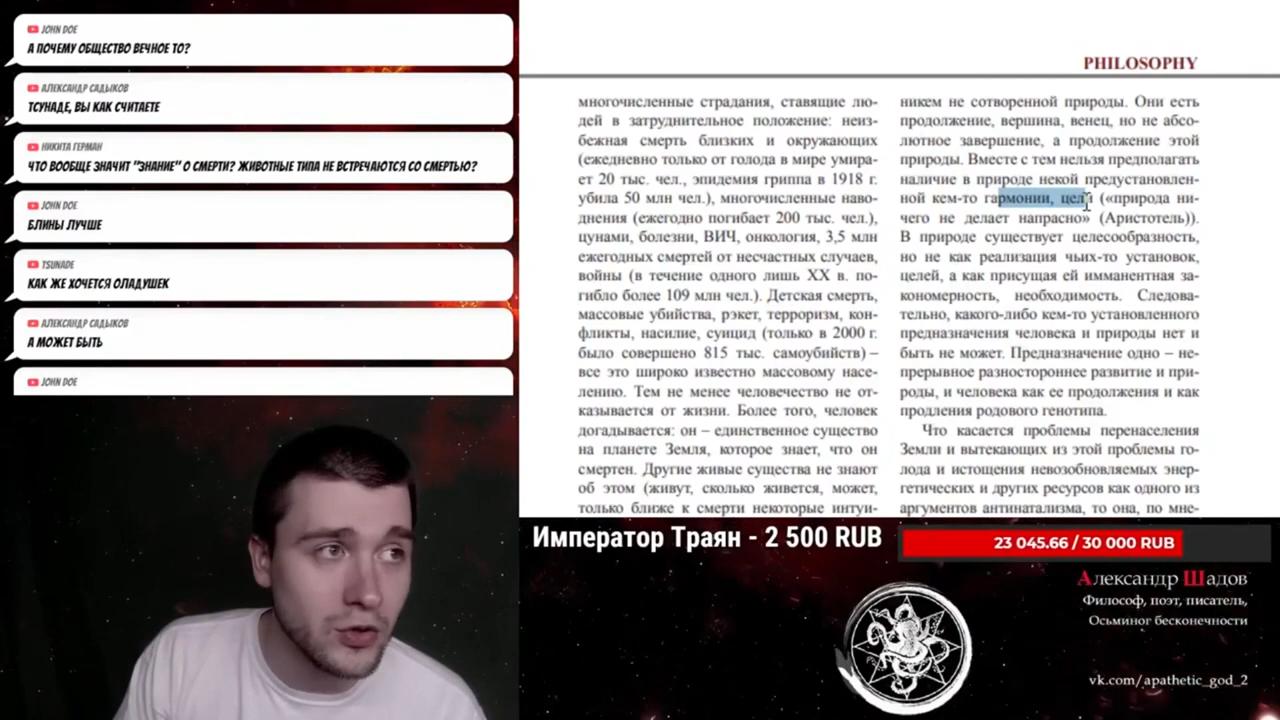 JOHN DOE
А ПОЧЕМУ ОБЩЕСТВО ВЕЧНОЕ ТО?
АЛЕКСАНДР САДЫКОВ
ТСУНАДЕ, ВЫ КАК СЧИТАЕТЕ
НИКИТА ГЕРМАН
ЧТО ВООБЩЕ ЗНАЧИТ "ЗНАНИЕ" О СМЕРТИ? ЖИВОТНЫЕ ТИПА НЕ ВСТРЕЧАЮТСЯ СО СМЕРТЬЮ?
JOHN DOE
БЛИНЫ ЛУЧШЕ
TSUNADE
КАК ЖЕ ХОЧЕТСЯ ОЛАДУШЕК
АЛЕКСАНДР САДЫКОВ
А МОЖЕТ БЫТЬ
JOHN DOE
PHILOSOPHY
многочисленные страдания, ставящие лю-
дей в затруднительное положение: неиз-
бежная смерть близких и окружающих
(ежедневно только от голода в мире умира-
ет 20 тыс. чел., эпидемия гриппа в 1918 г.
убила 50 млн чел.), многочисленные наво-
днения (ежегодно погибает 200 тыс. чел.),
цунами, болезни, ВИЧ, онкология, 3,5 млн
ежегодных смертей от несчастных случаев,
войны (в течение одного лишь XX в. по-
гибло более 109 млн чел.). Детская смерть,
массовые убийства, рэкет, терроризм, кон-
фликты, насилие, суицид (только в 2000 г.
было совершено 815 тыс. самоубийств) –
все это широко известно массовому насе-
лению. Тем не менее человечество не от-
казывается от жизни. Более того, человек
догадывается: он – единственное существо
на планете Земля, которое знает, что он
смертен. Другие живые существа не знают
об этом (живут, сколько живется, может,
только ближе к смерти некоторые интуи-
никем не сотворенной природы. Они есть
продолжение, вершина, венец, но не абсо-
лютное завершение, а продолжение этой
природы. Вместе с тем нельзя предполагать
наличие в природе некой предустановлен-
ной кем-то гармонии, цели («природа ни-
чего не делает напрасно» (Аристотель)).
В природе существует целесообразность,
но не как реализация чьих-то установок,
целей, а как присущая ей имманентная за-
кономерность, необходимость. Следова-
тельно, какого-либо кем-то установленного
предназначения человека и природы нет и
быть не может. Предназначение одно – не-
прерывное разностороннее развитие и при-
роды, и человека как ее продолжения и как
продления родового генотипа.
Что касается проблемы перенаселения
Земли и вытекающих из этой проблемы го-
лода и истощения невозобновляемых энер-
гетических и других ресурсов как одного из
аргументов антинатализма, то она, по мне-
Император Траян - 2 500 RUB
23 045.66 / 30 000 RUB
Александр Шадов
Философ, поэт, писатель,
Осьминог бесконечности
vk.com/apathetic_god_2